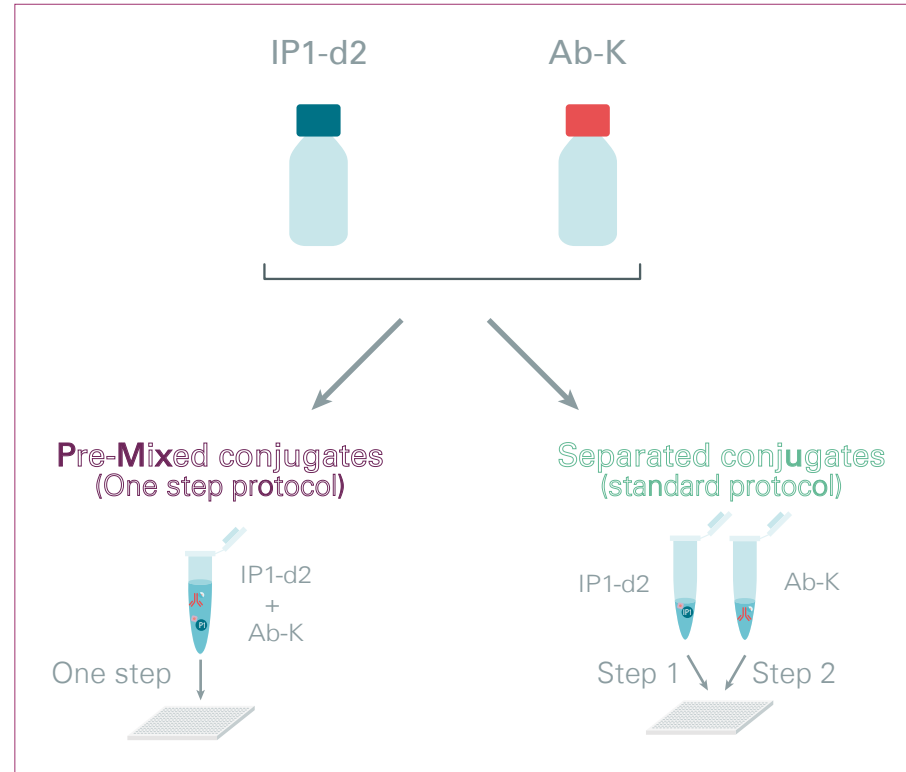 IP1-d2
Ab-K
Pre-Mixed conjugates
(One step protocol)
IP1-d2
+
Ab-K
P1
One step
Separated conjugates
(standard protocol)
IP1-d2
Ab-K
IP1
Step 1
Step 2